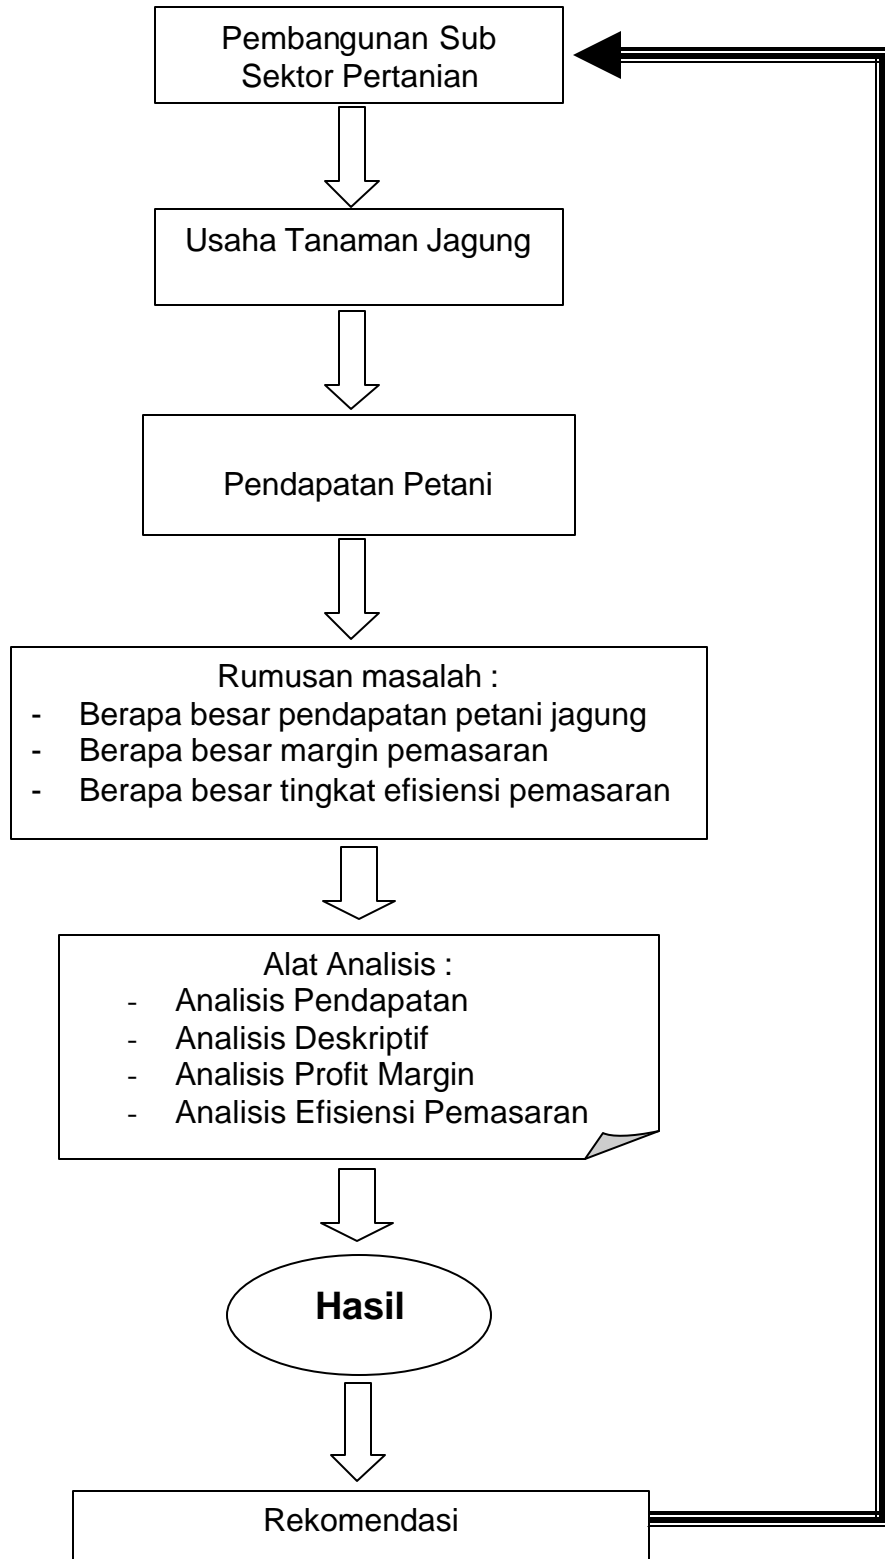 Pembangunan Sub
Sektor Pertanian
Usaha Tanaman Jagung
Pendapatan Petani
Rumusan masalah :
- Berapa besar pendapatan petani jagung
- Berapa besar margin pemasaran
- Berapa besar tingkat efisiensi pemasaran
Alat Analisis :
- Analisis Pendapatan
- Analisis Deskriptif
- Analisis Profit Margin
- Analisis Efisiensi Pemasaran
Hasil
Rekomendasi